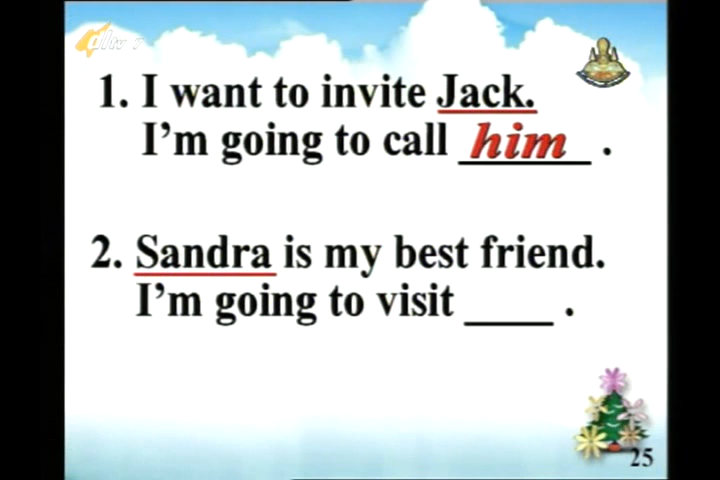 1. I want to invite Jack.
I'm going to call him .
2. Sandra is my best friend.
I'm going to visit ____ .
25